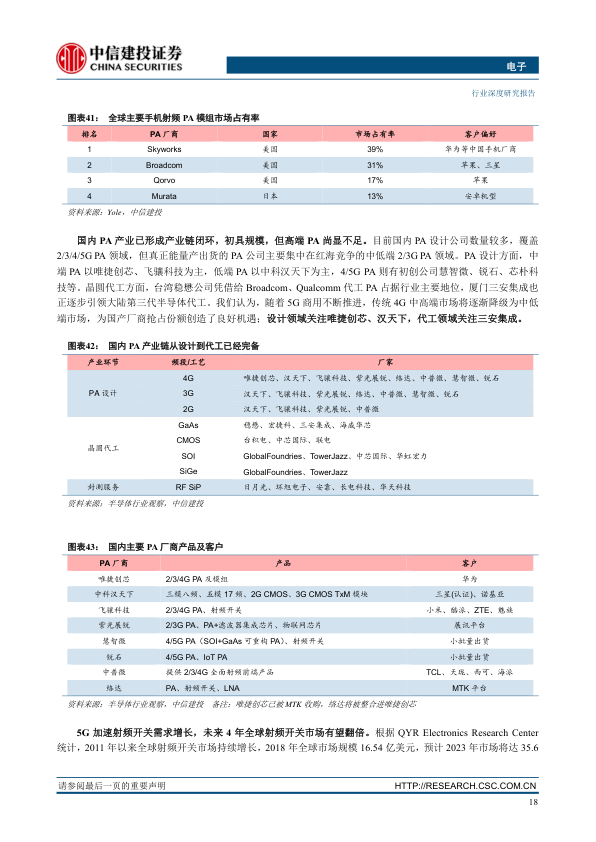 中信建投证券
CHINA SECURITIES
电子
行业深度研究报告
图表41： 全球主要手机射频 PA 模组市场占有率
排名 PA 厂商 国家 市场占有率 客户偏好
1 Skyworks 美国 39% 华为等中国手机厂商
2 Broadcom 美国 31% 苹果、三星
3 Qorvo 美国 17% 苹果
4 Murata 日本 13% 安卓机型
资料来源：Yole，中信建投
国内 PA 产业已形成产业链闭环，初具规模，但高端 PA 尚显不足。目前国内 PA 设计公司数量较多，覆盖
2/3/4/5G PA 领域，但真正能量产出货的 PA 公司主要集中在红海竞争的中低端 2/3G PA 领域。PA 设计方面，中
端 PA 以唯捷创芯、飞骧科技为主，低端 PA 以中科汉天下为主，4/5G PA 则有初创公司慧智微、锐石、芯朴科
技等。晶圆代工方面，台湾稳懋公司凭借给 Broadcom、Qualcomm 代工 PA 占据行业主要地位，厦门三安集成也
正逐步引领大陆第三代半导体代工。我们认为，随着 5G 商用不断推进，传统 4G 中高端市场将逐渐降级为中低
端市场，为国产厂商抢占份额创造了良好机遇；设计领域关注唯捷创芯、汉天下，代工领域关注三安集成。
图表42： 国内 PA 产业链从设计到代工已经完备
产业环节 频段/工艺 厂家
PA 设计
4G 唯捷创芯、汉天下、飞骧科技、紫光展锐、络达、中普微、慧智微、锐石
3G 汉天下、飞骧科技、紫光展锐、络达、中普微、慧智微、锐石
2G 汉天下、飞骧科技、紫光展锐、中普微
晶圆代工
GaAs 稳懋、宏捷科、三安集成、海威华芯
CMOS 台积电、中芯国际、联电
SOI GlobalFoundries、TowerJazz、中芯国际、华虹宏力
SiGe GlobalFoundries、TowerJazz
封测服务 RF SiP 日月光、环旭电子、安靠、长电科技、华天科技
资料来源：半导体行业观察，中信建投
图表43： 国内主要 PA 厂商产品及客户
PA 厂商 产品 客户
唯捷创芯 2/3/4G PA 及模组 华为
中科汉天下 三模八频、五模 17 频、2G CMOS、3G CMOS TxM 模块 三星(认证)、诺基亚
飞骧科技 2/3/4G PA、射频开关 小米、酷派、ZTE、魅族
紫光展锐 2/3G PA、PA+滤波器集成芯片、物联网芯片 展讯平台
慧智微 4/5G PA（SOI+GaAs 可重构 PA）、射频开关 小批量出货
锐石 4/5G PA、IoT PA 小批量出货
中普微 提供 2/3/4G 全面射频前端产品 TCL、天珑、西可、海派
络达 PA、射频开关、LNA MTK 平台
资料来源：半导体行业观察，中信建投 备注：唯捷创芯已被 MTK 收购，络达将被整合进唯捷创芯
5G 加速射频开关需求增长，未来 4 年全球射频开关市场有望翻倍。根据 QYR Electronics Research Center
统计，2011 年以来全球射频开关市场持续增长，2018 年全球市场规模 16.54 亿美元，预计 2023 年市场将达 35.6
请参阅最后一页的重要声明
HTTP://RESEARCH.CSC.COM.CN
18